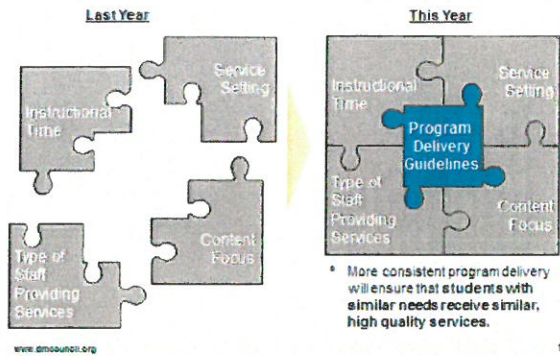 Last Year
This Year
Instructional
Time
Service
Setting
Type of
Staff
Providing
Services
Content
Focus
Instructional
Time
Service
Setting
Program
Delivery
Guidelines
Type of
Staff
Providing
Services
Content
Focus
* More consistent program delivery
will ensure that students with
similar needs receive similar,
high quality services.
www.dmcouncil.org